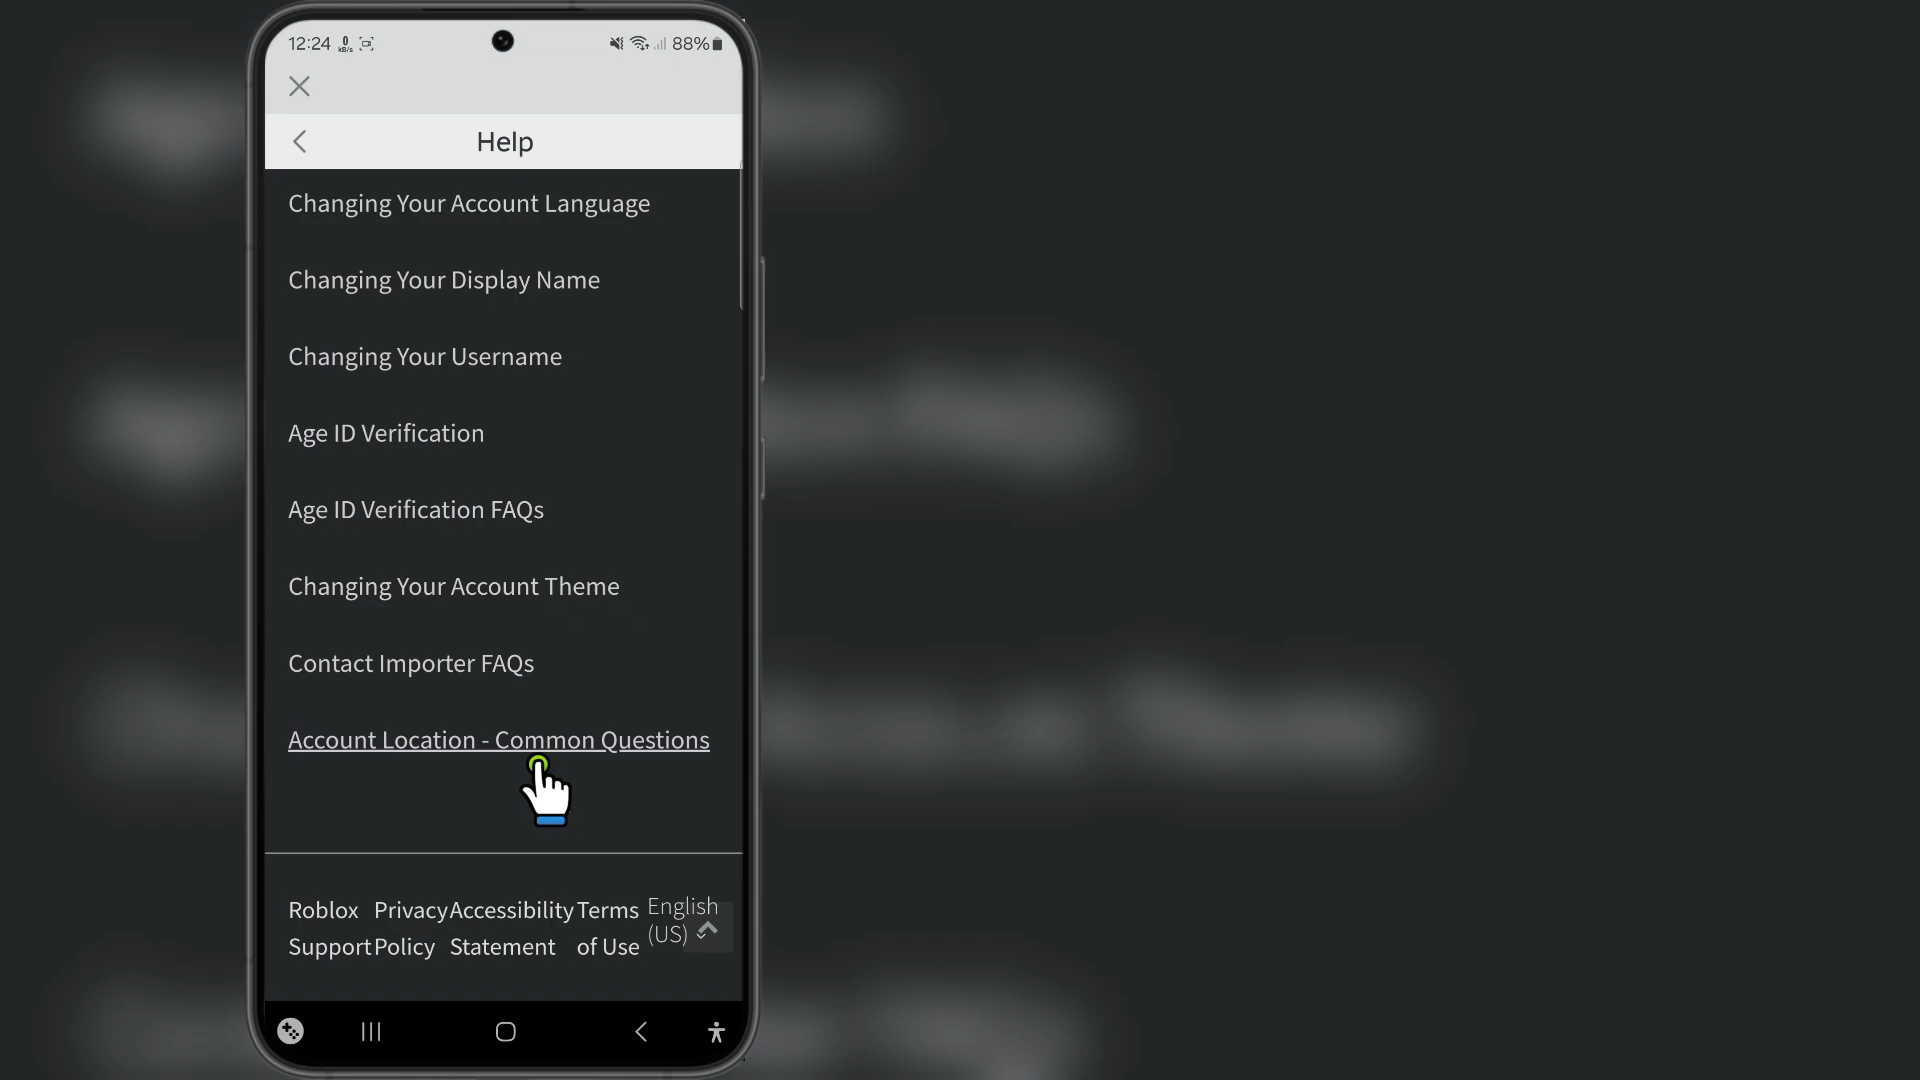 12:24 0 KB/s 88%
Help
Changing Your Account Language
Changing Your Display Name
Changing Your Username
Age ID Verification
Age ID Verification FAQs
Changing Your Account Theme
Contact Importer FAQs
Account Location - Common Questions
Roblox Support
Privacy Policy
Accessibility Statement
Terms of Use
English (US)